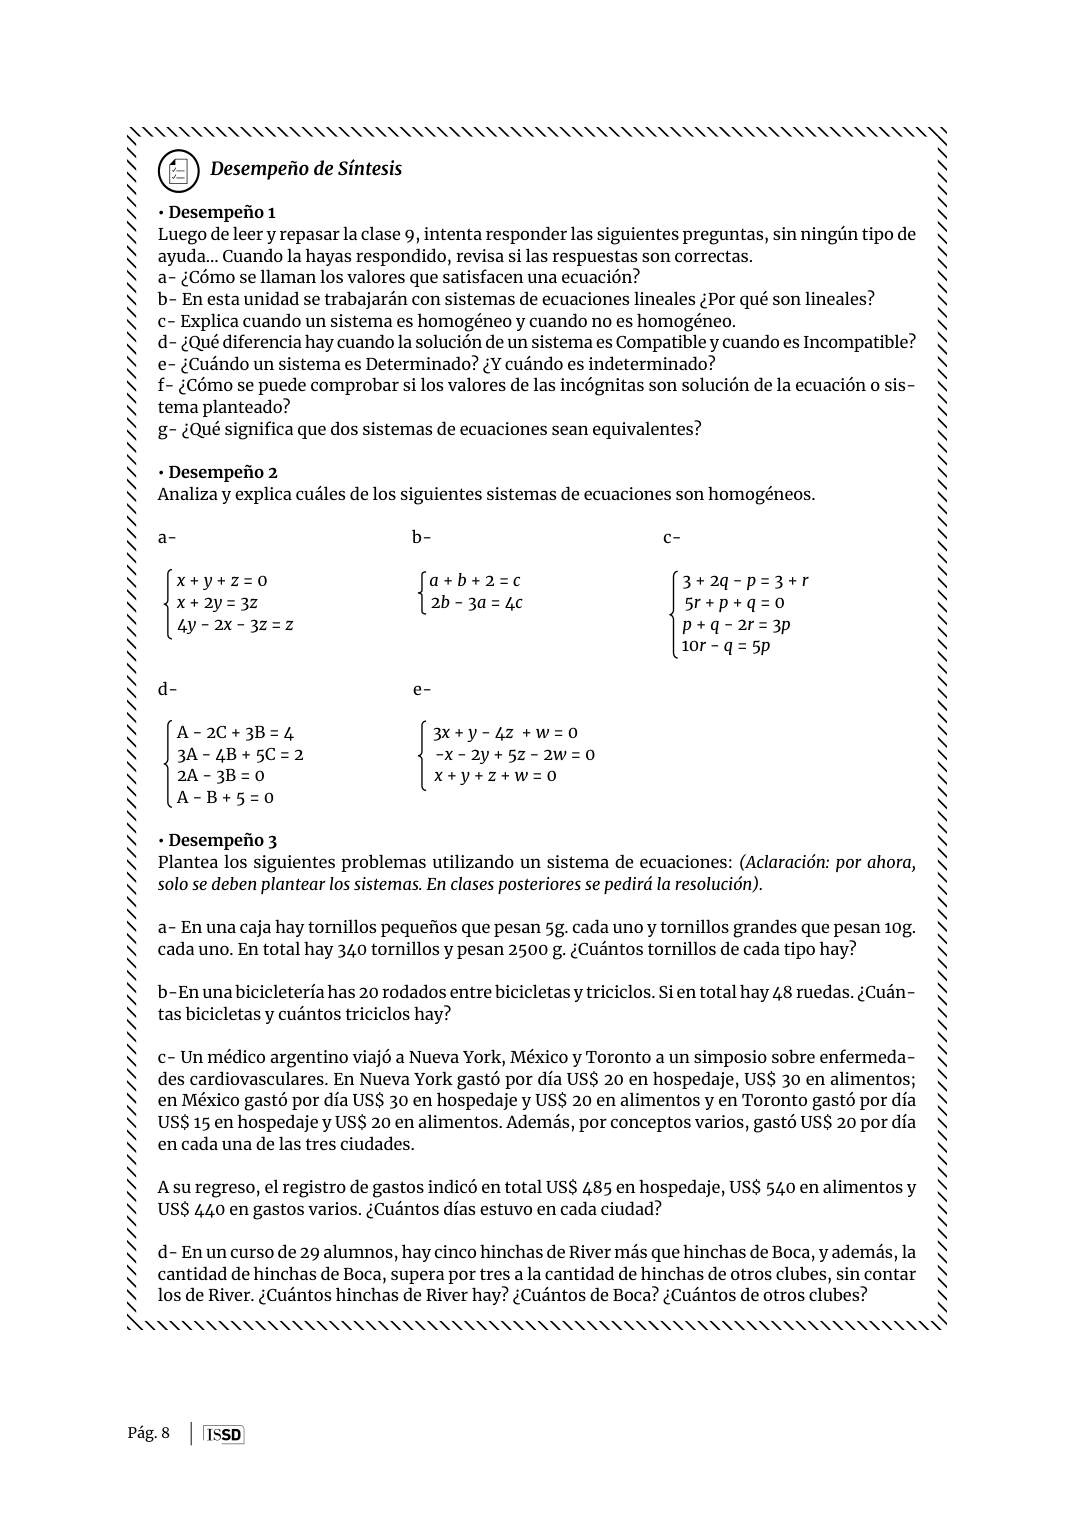 Desempeño de Síntesis
• Desempeño 1
Luego de leer y repasar la clase 9, intenta responder las siguientes preguntas, sin ningún tipo de
ayuda... Cuando la hayas respondido, revisa si las respuestas son correctas.
a- ¿Cómo se llaman los valores que satisfacen una ecuación?
b- En esta unidad se trabajarán con sistemas de ecuaciones lineales ¿Por qué son lineales?
c- Explica cuando un sistema es homogéneo y cuando no es homogéneo.
d- ¿Qué diferencia hay cuando la solución de un sistema es Compatible y cuando es Incompatible?
e- ¿Cuándo un sistema es Determinado? ¿Y cuándo es indeterminado?
f- ¿Cómo se puede comprobar si los valores de las incógnitas son solución de la ecuación o sis-
tema planteado?
g- ¿Qué significa que dos sistemas de ecuaciones sean equivalentes?
• Desempeño 2
Analiza y explica cuáles de los siguientes sistemas de ecuaciones son homogéneos.
a-
x + y + z = 0
x + 2y = 3z
4y - 2x - 3z = z
b-
a + b + 2 = c
2b - 3a = 4c
c-
3 + 2q - p = 3 + r
5r + p + q = 0
p + q - 2r = 3p
10r - q = 5p
d-
A - 2C + 3B = 4
3A - 4B + 5C = 2
2A - 3B = 0
A - B + 5 = 0
e-
3x + y - 4z + w = 0
-x - 2y + 5z - 2w = 0
x + y + z + w = 0
• Desempeño 3
Plantea los siguientes problemas utilizando un sistema de ecuaciones: (Aclaración: por ahora,
solo se deben plantear los sistemas. En clases posteriores se pedirá la resolución).
a- En una caja hay tornillos pequeños que pesan 5g. cada uno y tornillos grandes que pesan 10g.
cada uno. En total hay 340 tornillos y pesan 2500 g. ¿Cuántos tornillos de cada tipo hay?
b-En una bicicletería has 20 rodados entre bicicletas y triciclos. Si en total hay 48 ruedas. ¿Cuán-
tas bicicletas y cuántos triciclos hay?
c- Un médico argentino viajó a Nueva York, México y Toronto a un simposio sobre enfermeda-
des cardiovasculares. En Nueva York gastó por día US$ 20 en hospedaje, US$ 30 en alimentos;
en México gastó por día US$ 30 en hospedaje y US$ 20 en alimentos y en Toronto gastó por día
US$ 15 en hospedaje y US$ 20 en alimentos. Además, por conceptos varios, gastó US$ 20 por día
en cada una de las tres ciudades.
A su regreso, el registro de gastos indicó en total US$ 485 en hospedaje, US$ 540 en alimentos y
US$ 440 en gastos varios. ¿Cuántos días estuvo en cada ciudad?
d- En un curso de 29 alumnos, hay cinco hinchas de River más que hinchas de Boca, y además, la
cantidad de hinchas de Boca, supera por tres a la cantidad de hinchas de otros clubes, sin contar
los de River. ¿Cuántos hinchas de River hay? ¿Cuántos de Boca? ¿Cuántos de otros clubes?
Pág. 8
ISSD